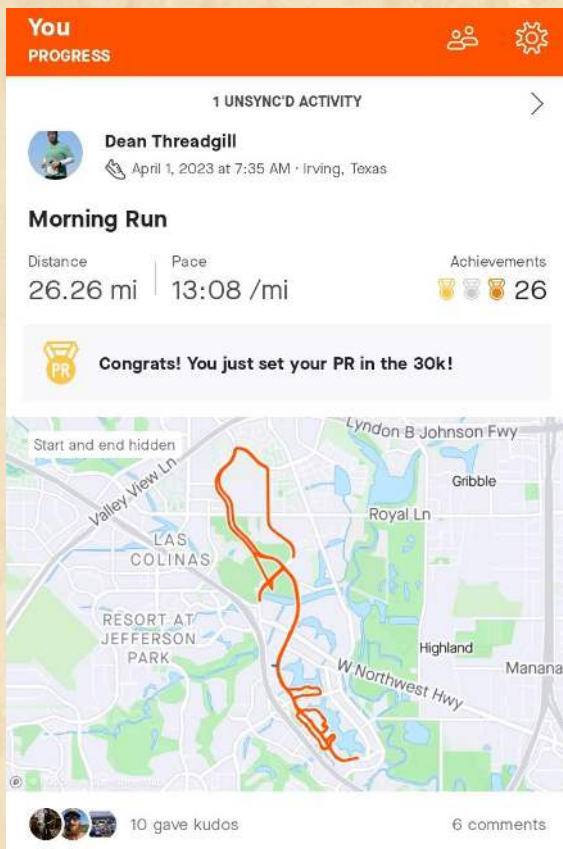 You
PROGRESS
1 UNSYNC'D ACTIVITY
Dean Threadgill
April 1, 2023 at 7:35 AM · Irving, Texas
Morning Run
Distance
Pace
Achievements
26.26 mi
13:08 /mi
26
PR
Congrats! You just set your PR in the 30k!
Start and end hidden
Lyndon B Johnson Fwy
Valley View Ln
Gribble
Royal Ln
LAS
COLINAS
RESORT AT
JEFFERSON
PARK
Highland
W Northwest Hwy
Manana
10 gave kudos
6 comments